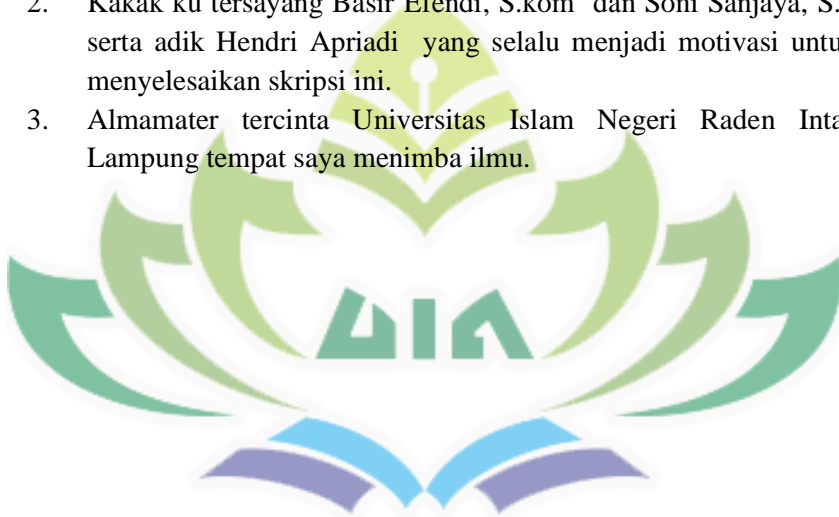 2. Kakak ku tersayang Basir Efendi, S.kom dan Soni Sanjaya, S.
serta adik Hendri Apriadi yang selalu menjadi motivasi untu
menyelesaikan skripsi ini.
3. Almamater tercinta Universitas Islam Negeri Raden Inta
Lampung tempat saya menimba ilmu.